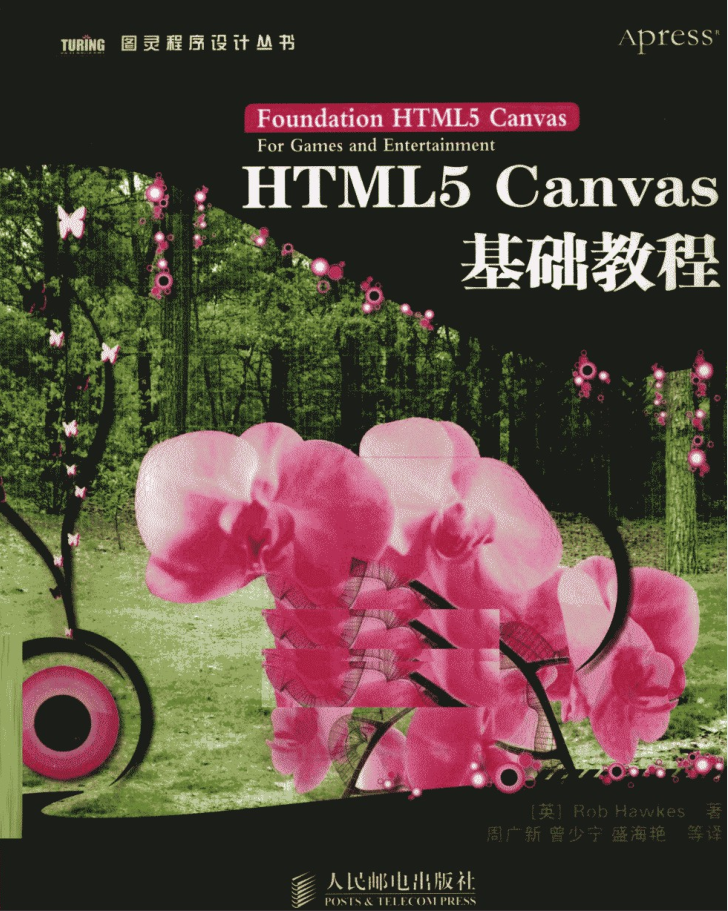 TURING 图灵程序设计丛书
Apress®
Foundation HTML5 Canvas
For Games and Entertainment
HTML5 Canvas
基础教程
[英] Rob Hawkes 著
周广新 曾少宁 盛海艳 等译
人民邮电出版社
POSTS & TELECOM PRESS